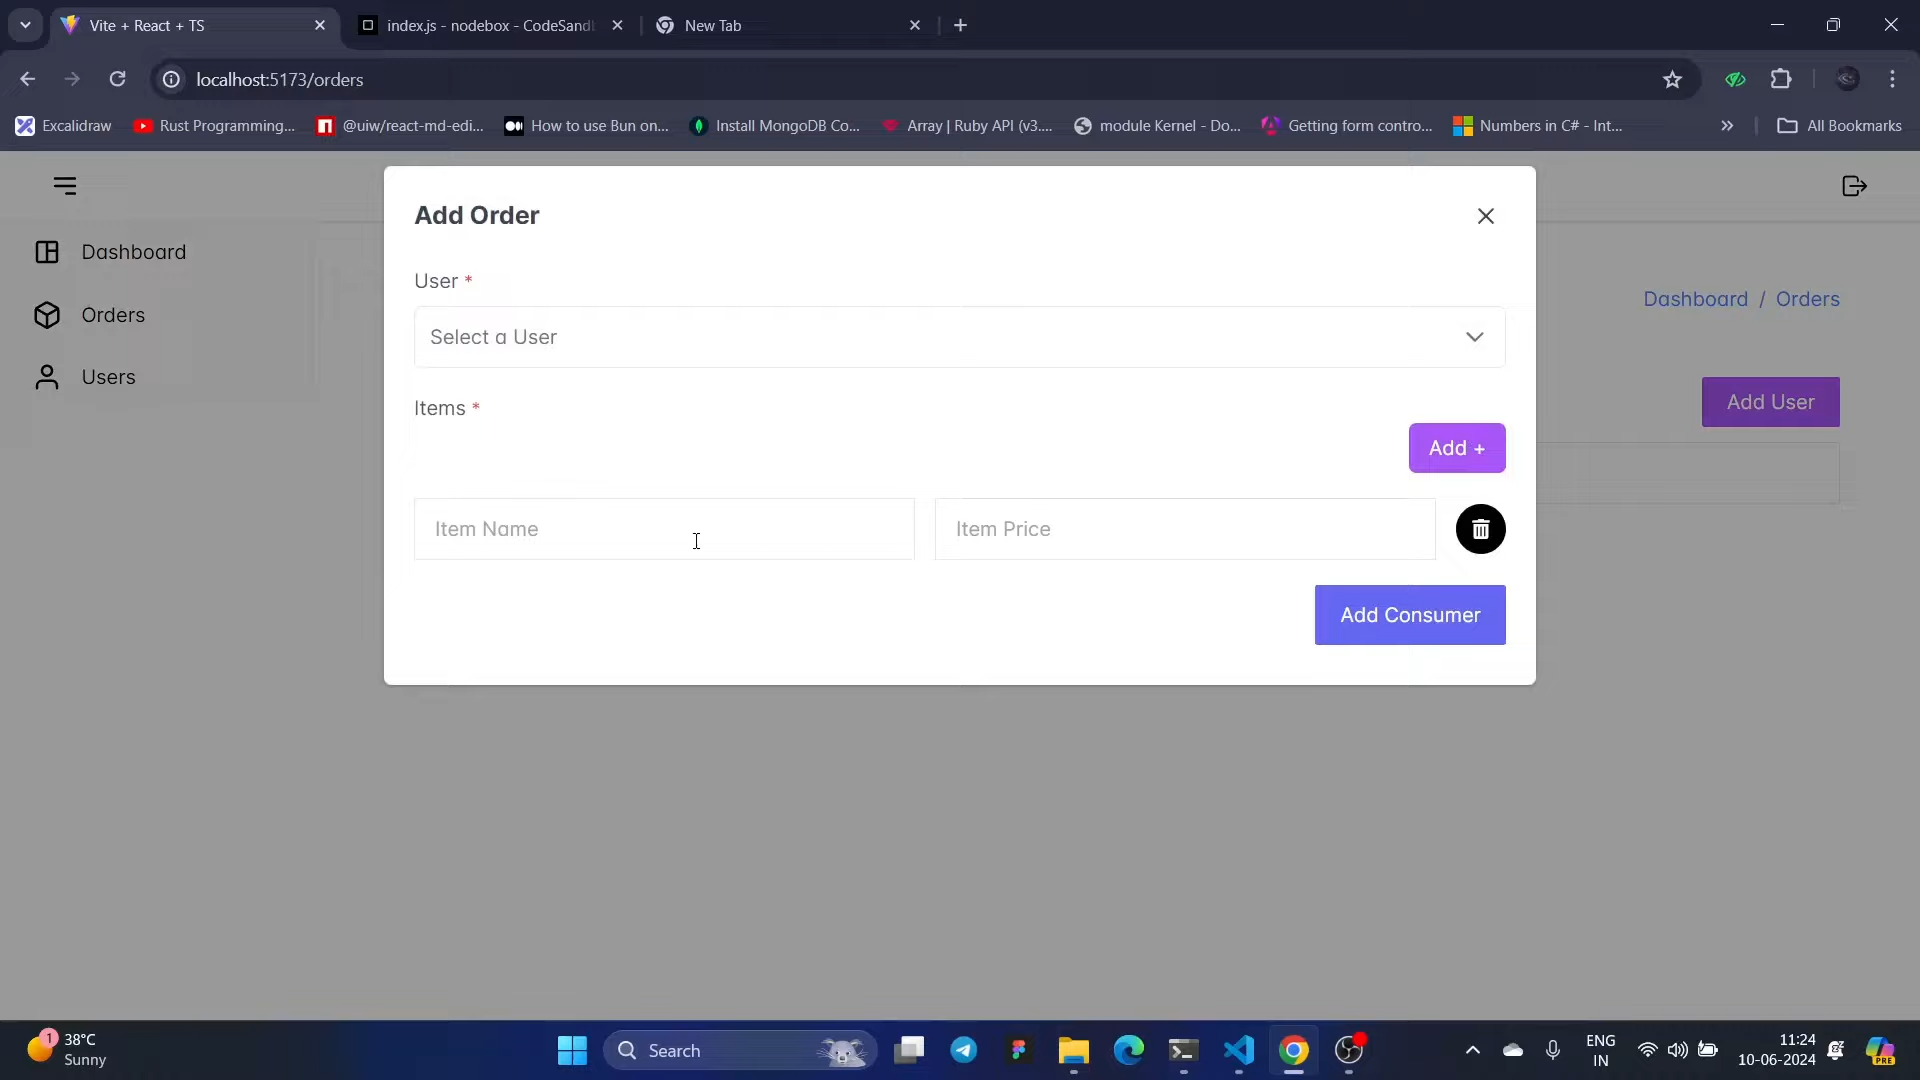 Vite + React + TS
index.js - nodebox - CodeSandb
New Tab
localhost:5173/orders
Excalidraw
Rust Programming...
@uiw/react-md-edi...
How to use Bun on...
Install MongoDB Co...
Array | Ruby API (v3....
module Kernel - Do...
Getting form contro...
Numbers in C# - Int...
»
All Bookmarks
Add Order
Dashboard
Orders
Users
User *
Select a User
Dashboard / Orders
Items *
Add User
Add +
Item Name
Item Price
Add Consumer
1
38°C
Sunny
Search
ENG
IN
11:24
10-06-2024
PRE